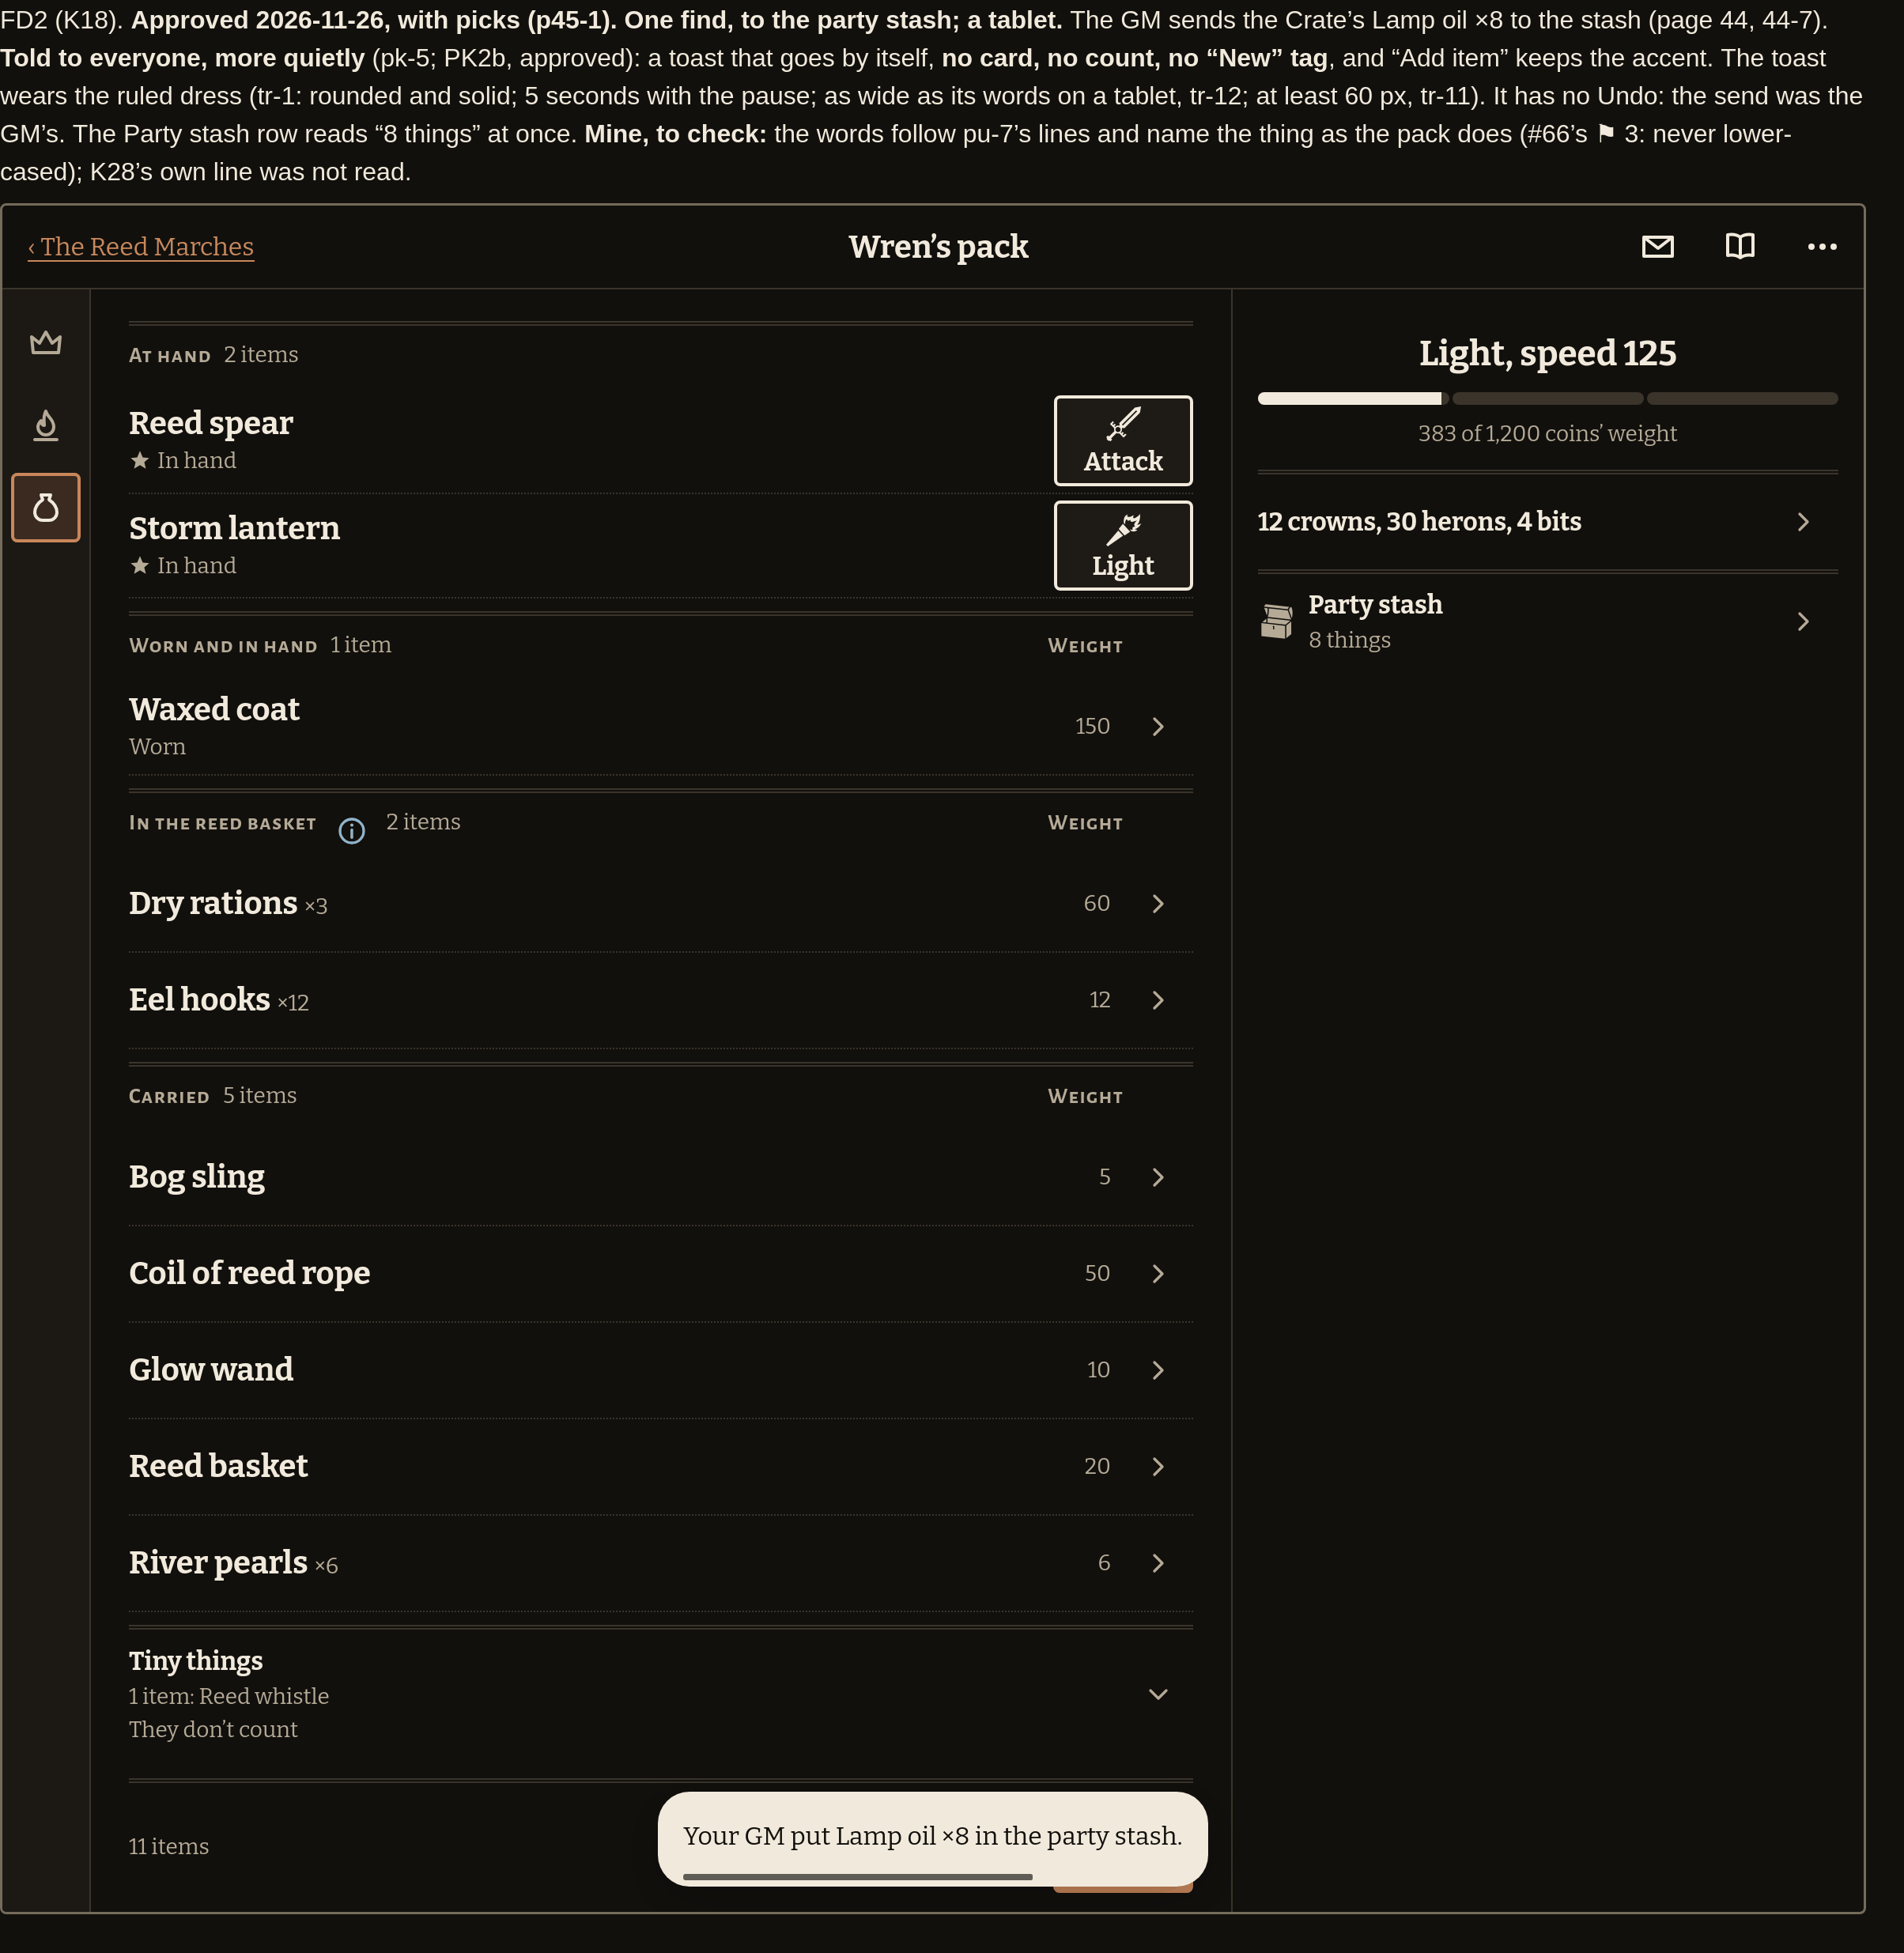 FD2 (K18). Approved 2026-11-26, with picks (p45-1). One find, to the party stash; a tablet. The GM sends the Crate’s Lamp oil ×8 to the stash (page 44, 44-7).
Told to everyone, more quietly (pk-5; PK2b, approved): a toast that goes by itself, no card, no count, no “New” tag, and “Add item” keeps the accent. The toast
wears the ruled dress (tr-1: rounded and solid; 5 seconds with the pause; as wide as its words on a tablet, tr-12; at least 60 px, tr-11). It has no Undo: the send was the
GM’s. The Party stash row reads “8 things” at once. Mine, to check: the words follow pu-7’s lines and name the thing as the pack does (#66’s ⚑ 3: never lower-
cased); K28’s own line was not read.
‹ The Reed Marches
Wren’s pack
At hand 2 items
Reed spear
★ In hand
Attack
Storm lantern
★ In hand
Light
Worn and in hand 1 item Weight
Waxed coat
Worn
150
In the reed basket 2 items Weight
Dry rations ×3 60
Eel hooks ×12 12
Carried 5 items Weight
Bog sling 5
Coil of reed rope 50
Glow wand 10
Reed basket 20
River pearls ×6 6
Tiny things
1 item: Reed whistle
They don’t count
11 items
Your GM put Lamp oil ×8 in the party stash.
Light, speed 125
383 of 1,200 coins’ weight
12 crowns, 30 herons, 4 bits
Party stash
8 things